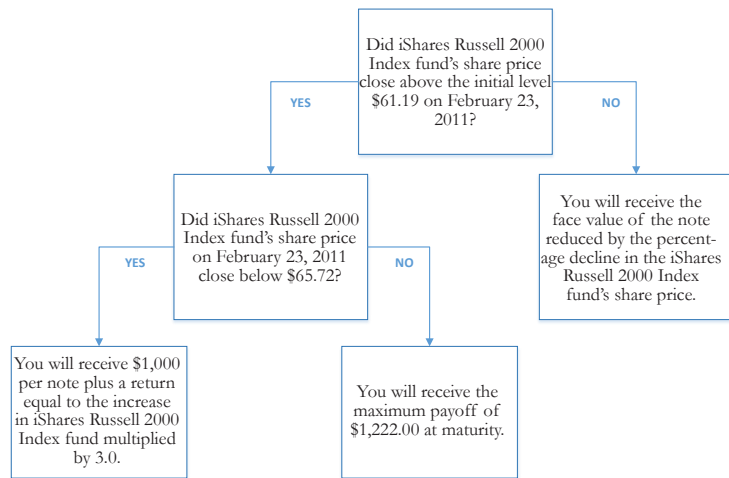 Did iShares Russell 2000
Index fund's share price
close above the initial level
$61.19 on February 23,
2011?
YES
NO
Did iShares Russell 2000
Index fund's share price
on February 23, 2011
close below $65.72?
You will receive the
face value of the note
reduced by the percent-
age decline in the iShares
Russell 2000 Index
fund's share price.
YES
NO
You will receive $1,000
per note plus a return
equal to the increase
in iShares Russell 2000
Index fund multiplied
by 3.0.
You will receive the
maximum payoff of
$1,222.00 at maturity.